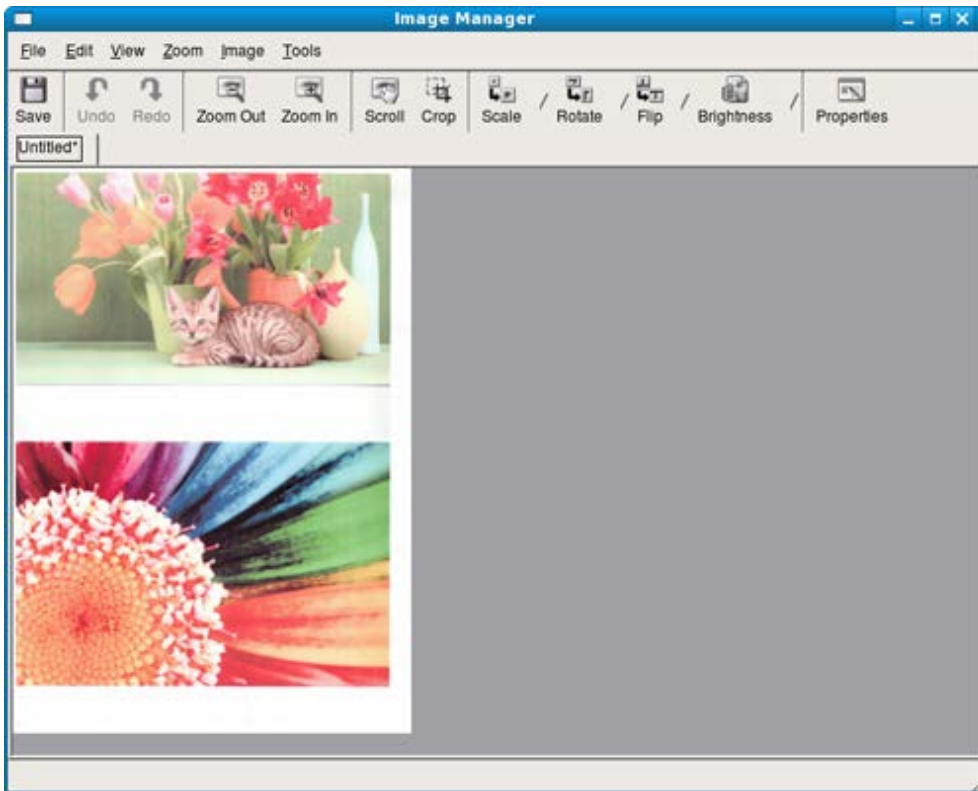 Image Manager
File Edit View Zoom Image Tools
Save Undo Redo Zoom Out Zoom In Scroll Crop Scale / Rotate / Flip / Brightness / Properties
Untitled*